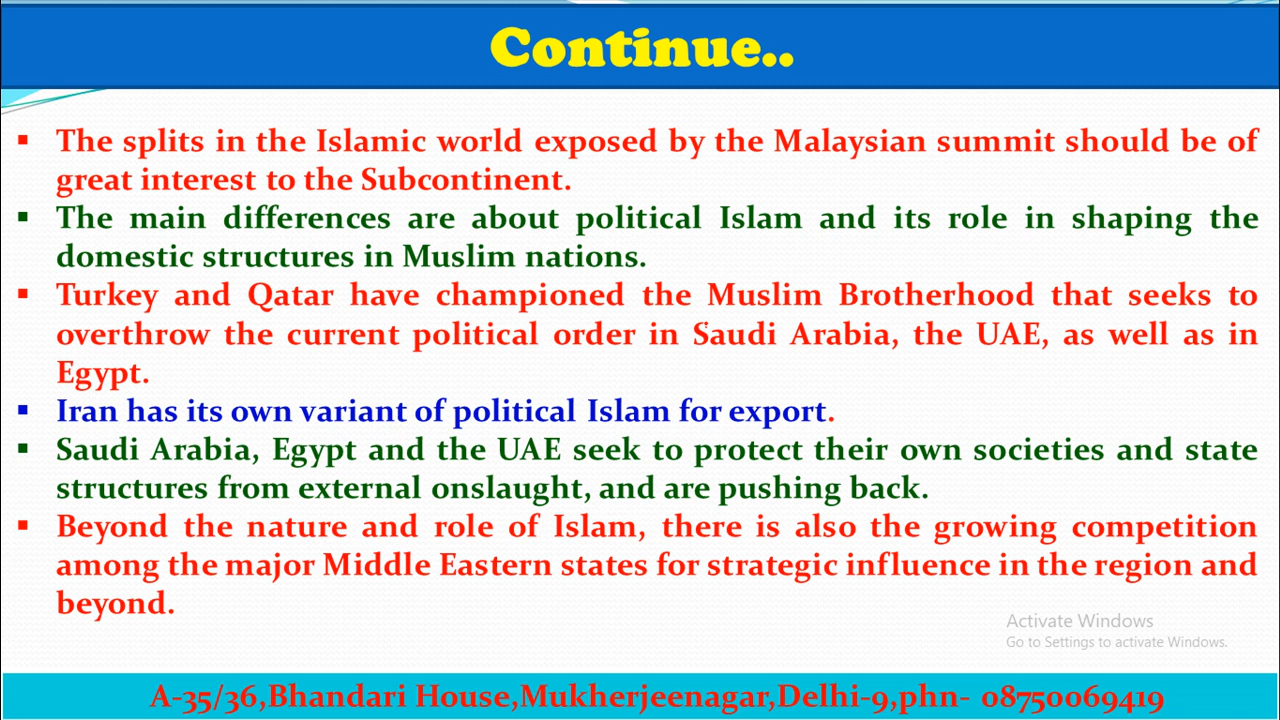 Continue..
▪ The splits in the Islamic world exposed by the Malaysian summit should be of
great interest to the Subcontinent.
▪ The main differences are about political Islam and its role in shaping the
domestic structures in Muslim nations.
▪ Turkey and Qatar have championed the Muslim Brotherhood that seeks to
overthrow the current political order in Saudi Arabia, the UAE, as well as in
Egypt.
▪ Iran has its own variant of political Islam for export.
▪ Saudi Arabia, Egypt and the UAE seek to protect their own societies and state
structures from external onslaught, and are pushing back.
▪ Beyond the nature and role of Islam, there is also the growing competition
among the major Middle Eastern states for strategic influence in the region and
beyond.
Activate Windows
Go to Settings to activate Windows.
A-35/36,Bhandari House,Mukherjeenagar,Delhi-9,phn- 08750069419